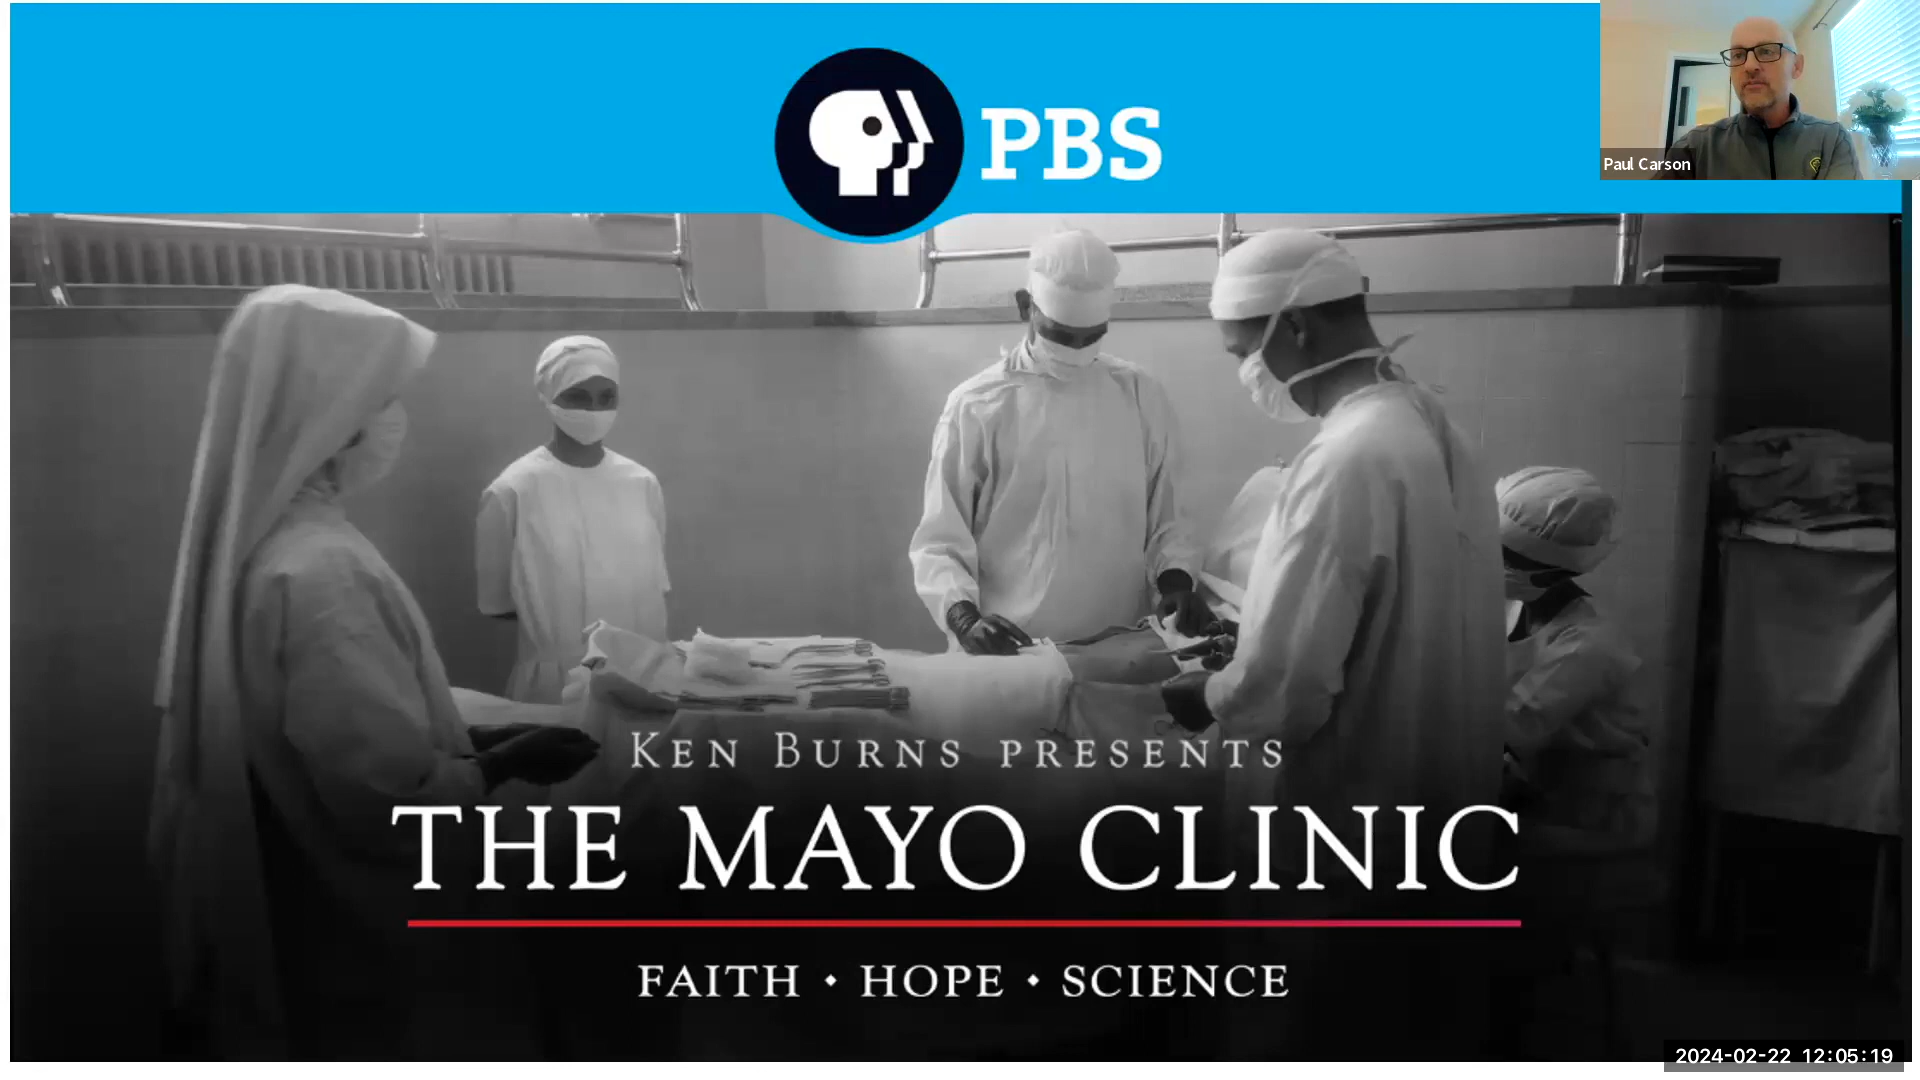 PBS
Paul Carson
KEN BURNS PRESENTS
THE MAYO CLINIC
FAITH • HOPE • SCIENCE
2024-02-22 12:05:19